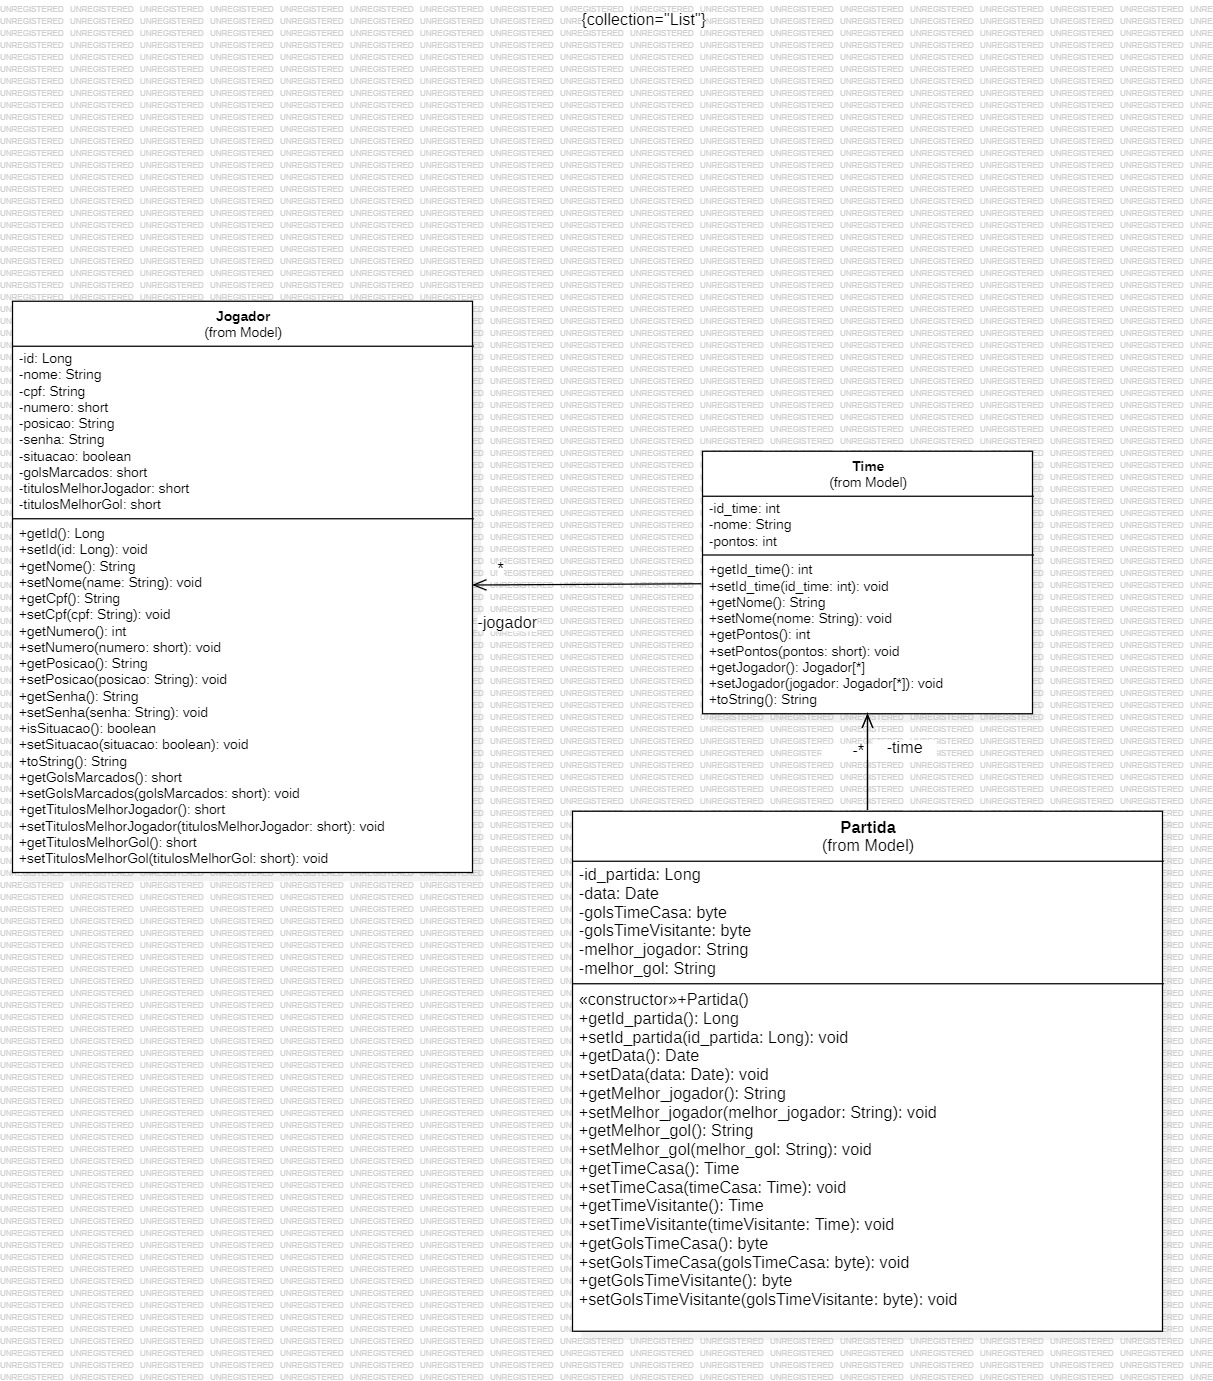 {collection="List"}
Jogador
(from Model)
-id: Long
-nome: String
-cpf: String
-numero: short
-posicao: String
-senha: String
-situacao: boolean
-golsMarcados: short
-titulosMelhorJogador: short
-titulosMelhorGol: short
+getId(): Long
+setId(id: Long): void
+getNome(): String
+setNome(name: String): void
+getCpf(): String
+setCpf(cpf: String): void
+getNumero(): int
+setNumero(numero: short): void
+getPosicao(): String
+setPosicao(posicao: String): void
+getSenha(): String
+setSenha(senha: String): void
+isSituacao(): boolean
+setSituacao(situacao: boolean): void
+toString(): String
+getGolsMarcados(): short
+setGolsMarcados(golsMarcados: short): void
+getTitulosMelhorJogador(): short
+setTitulosMelhorJogador(titulosMelhorJogador: short): void
+getTitulosMelhorGol(): short
+setTitulosMelhorGol(titulosMelhorGol: short): void
*
-jogador
Time
(from Model)
-id_time: int
-nome: String
-pontos: int
+getId_time(): int
+setId_time(id_time: int): void
+getNome(): String
+setNome(nome: String): void
+getPontos(): int
+setPontos(pontos: short): void
+getJogador(): Jogador[*]
+setJogador(jogador: Jogador[*]): void
+toString(): String
-*
-time
Partida
(from Model)
-id_partida: Long
-data: Date
-golsTimeCasa: byte
-golsTimeVisitante: byte
-melhor_jogador: String
-melhor_gol: String
«constructor»+Partida()
+getId_partida(): Long
+setId_partida(id_partida: Long): void
+getData(): Date
+setData(data: Date): void
+getMelhor_jogador(): String
+setMelhor_jogador(melhor_jogador: String): void
+getMelhor_gol(): String
+setMelhor_gol(melhor_gol: String): void
+getTimeCasa(): Time
+setTimeCasa(timeCasa: Time): void
+getTimeVisitante(): Time
+setTimeVisitante(timeVisitante: Time): void
+getGolsTimeCasa(): byte
+setGolsTimeCasa(golsTimeCasa: byte): void
+getGolsTimeVisitante(): byte
+setGolsTimeVisitante(golsTimeVisitante: byte): void
UNREGISTERED